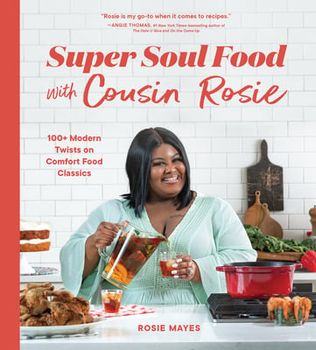 "Rosie is my go-to when it comes to recipes."
—ANGIE THOMAS, #1 New York Times bestselling author of
The Hate U Give and On the Come Up
Super Soul Food
with Cousin Rosie
100+ Modern
Twists on
Comfort Food
Classics
ROSIE MAYES